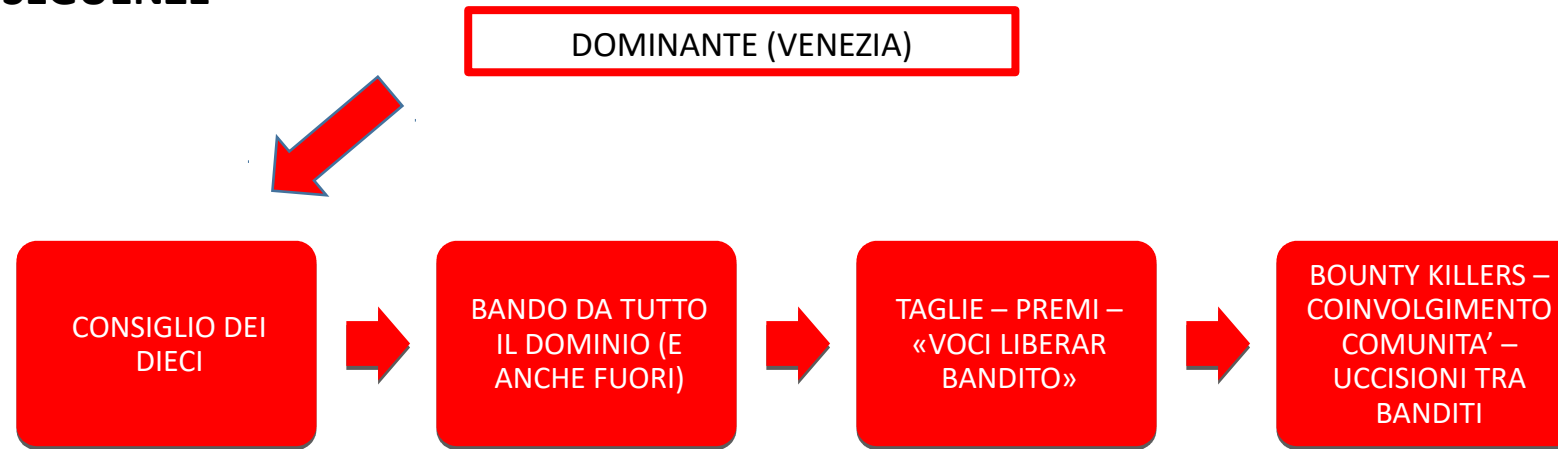 DOMINANTE (VENEZIA)
CONSIGLIO DEI
DIECI
BANDO DA TUTTO
IL DOMINIO (E
ANCHE FUORI)
TAGLIE – PREMI –
«VOCI LIBERAR
BANDITO»
BOUNTY KILLERS –
COINVOLGIMENTO
COMUNITA’ –
UCCISIONI TRA
BANDITI